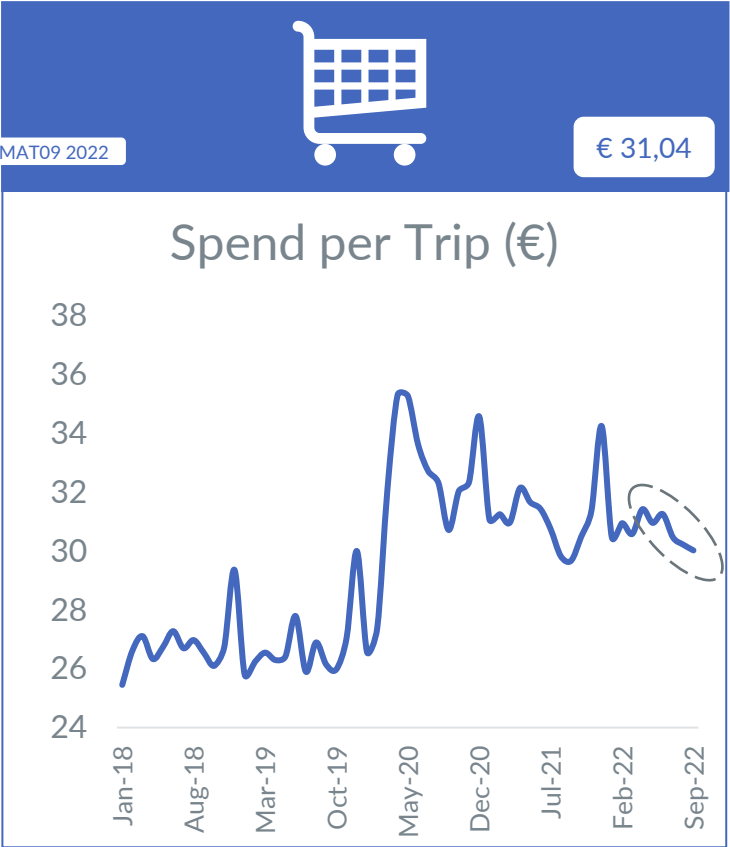 MAT09 2022
€ 31,04
Spend per Trip (€)
38
36
34
32
30
28
26
24
Jan-18
Aug-18
Mar-19
Oct-19
May-20
Dec-20
Jul-21
Feb-22
Sep-22